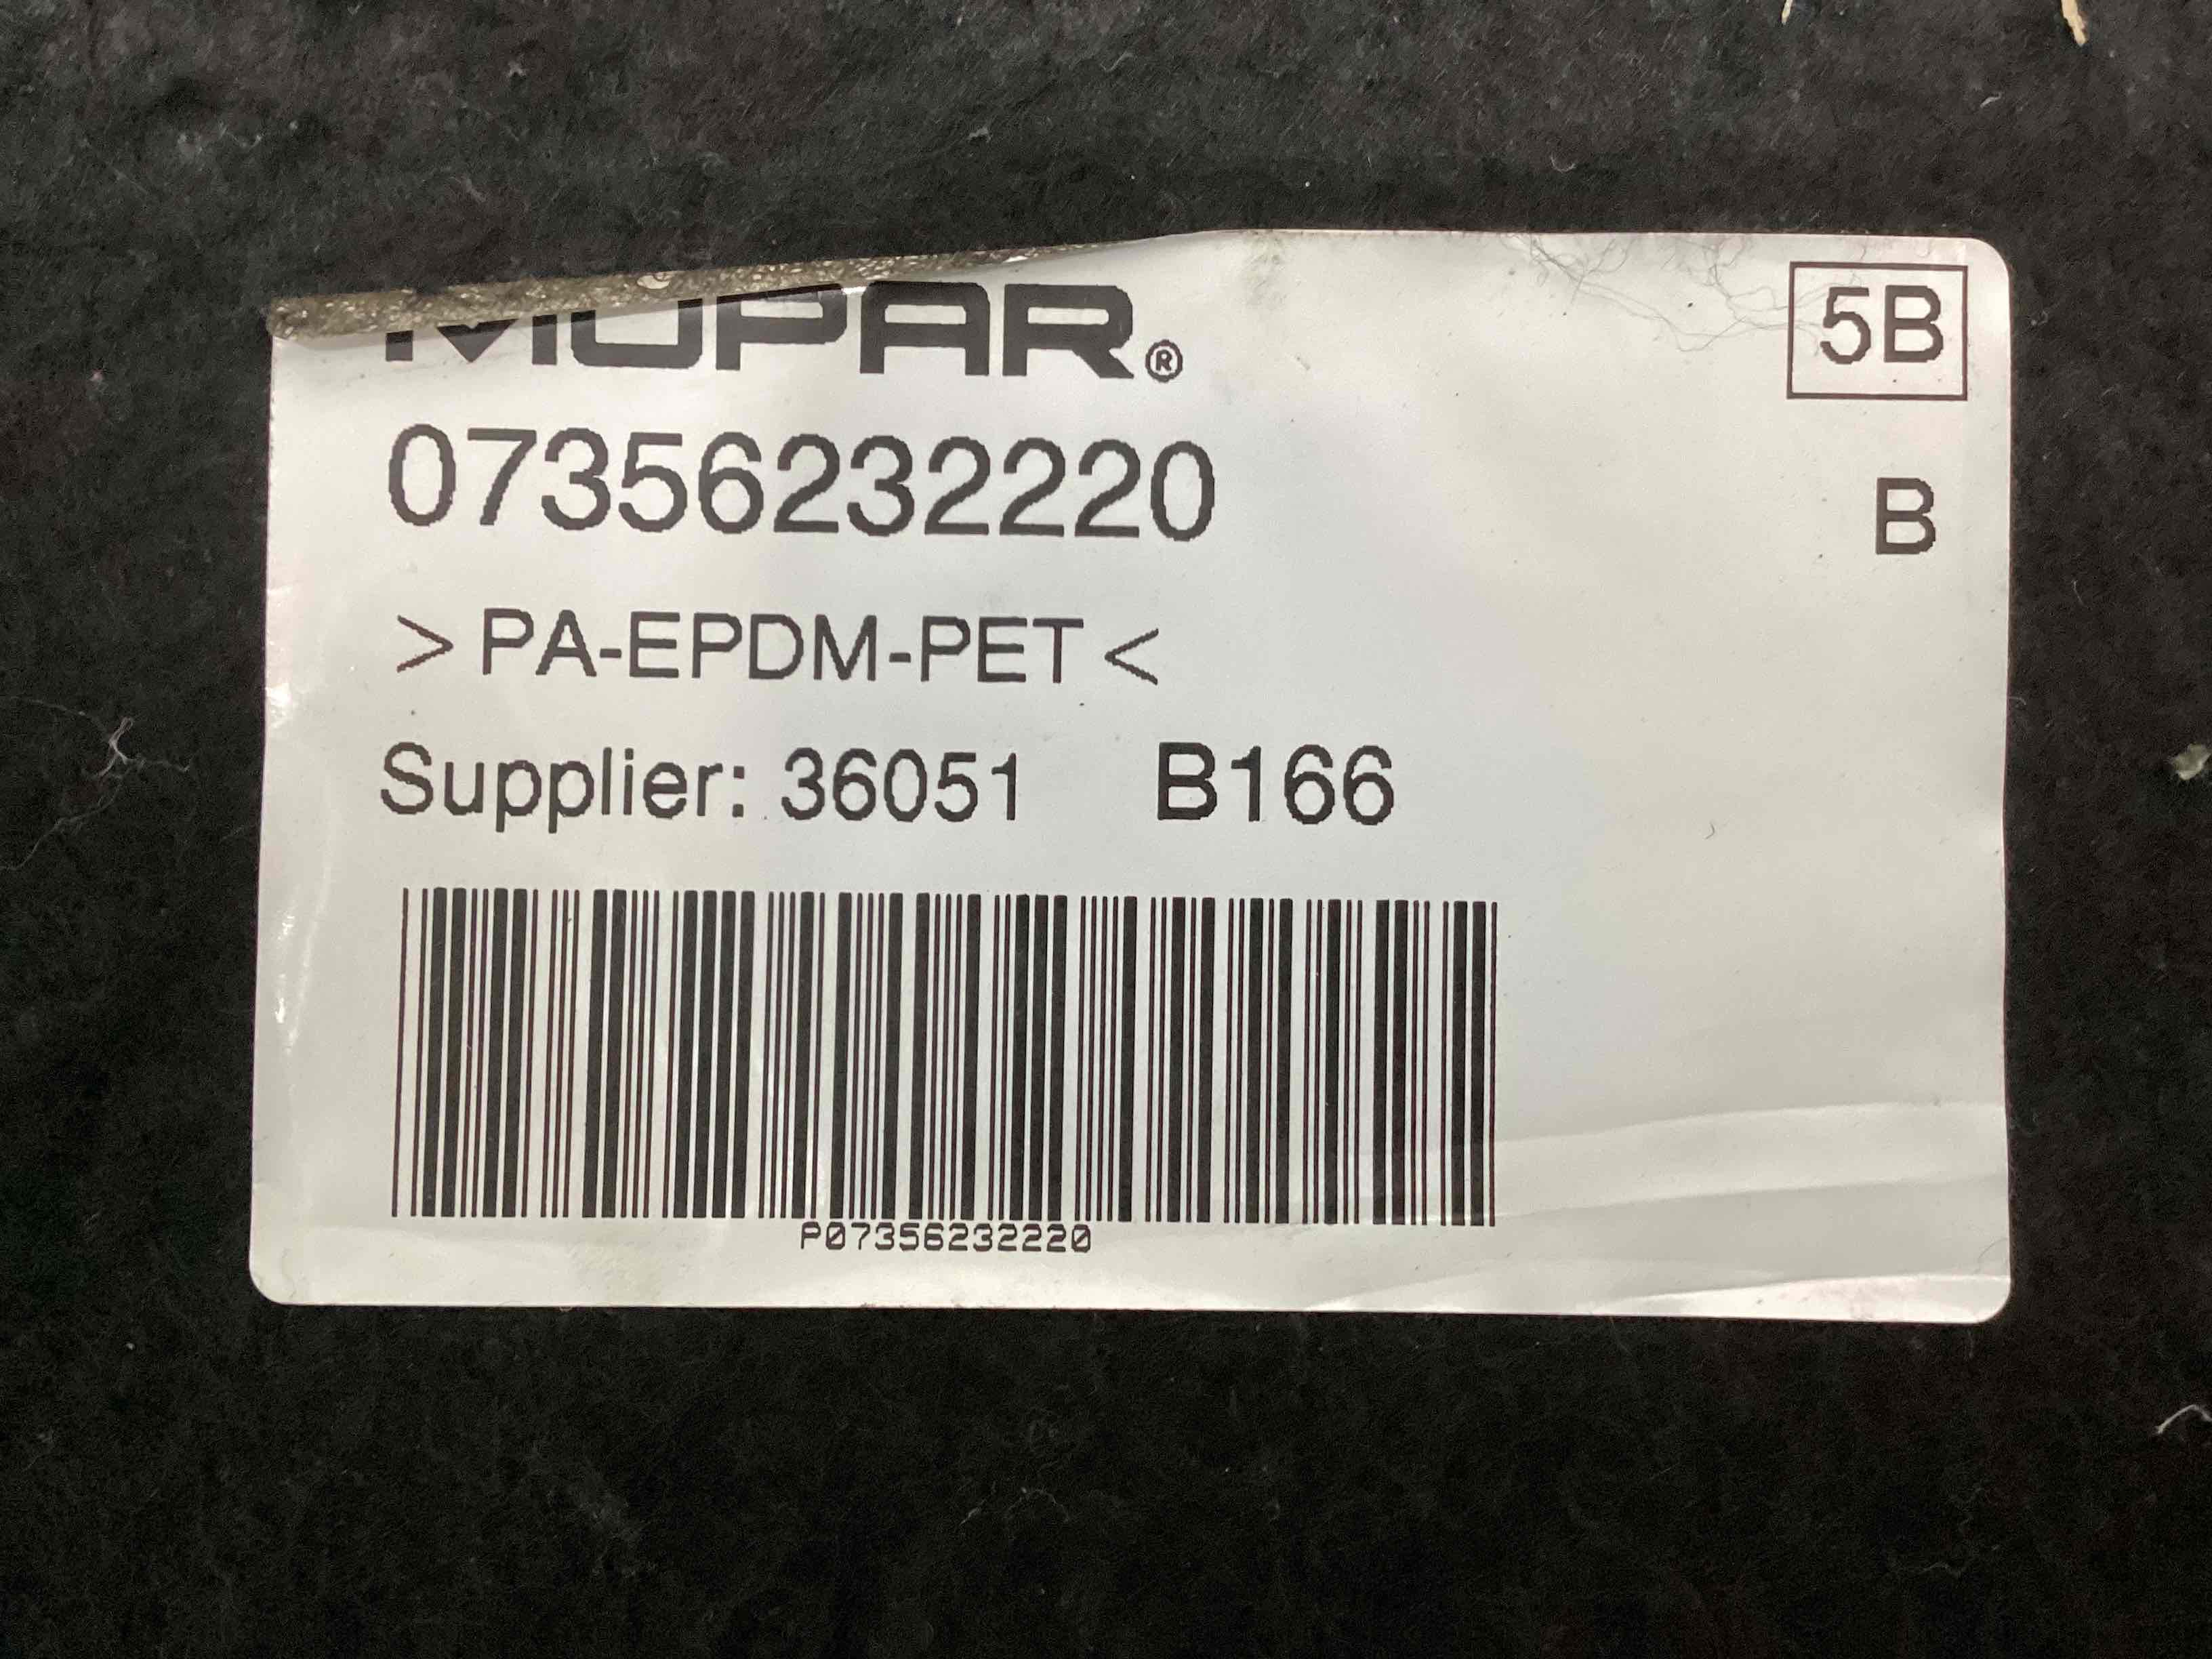 MOPAR®
5B
07356232220
B
>PA-EPDM-PET<
Supplier: 36051 B166
P07356232220